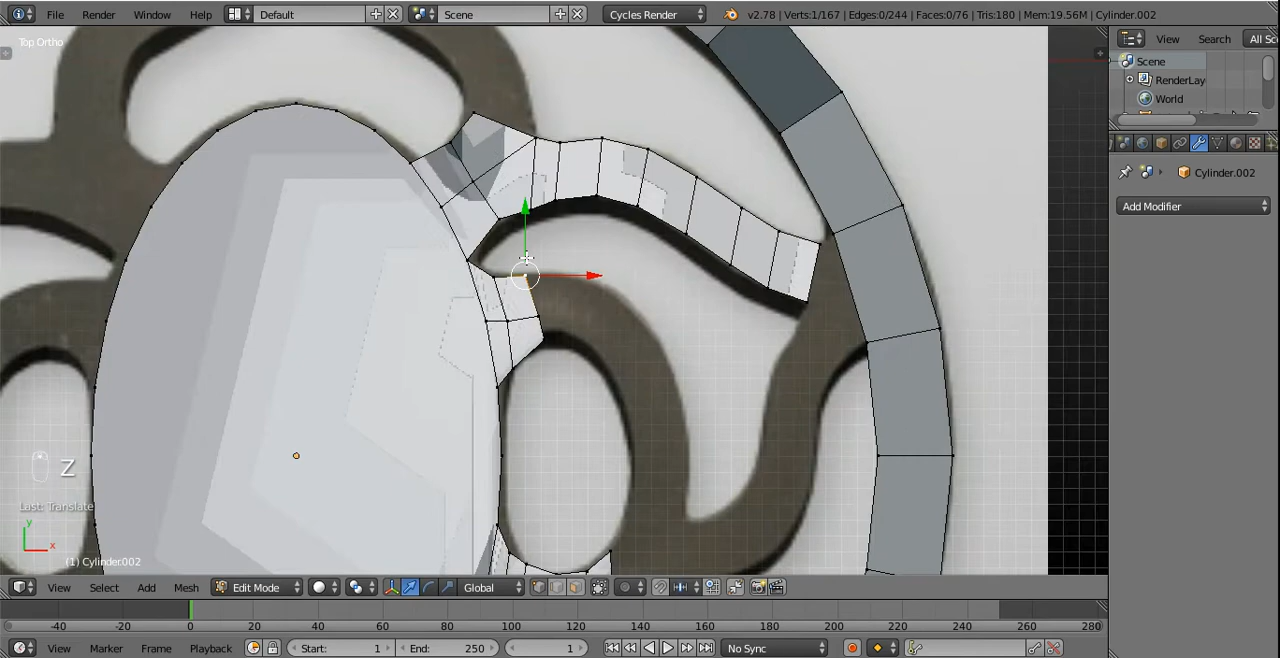 File Render Window Help Default Scene Cycles Render v2.78 | Verts:1/167 | Edges:0/244 | Faces:0/76 | Tris:180 | Mem:19.56M | Cylinder.002
Top Ortho
View Search All Sc
Scene
RenderLay
World
Cylinder.002
Add Modifier
Z
Last: Translate
y
x
(1) Cylinder.002
View Select Add Mesh Edit Mode Global
-40 -20 0 20 40 60 80 100 120 140 160 180 200 220 240 260 280
View Marker Frame Playback Start: 1 End: 250 1 No Sync